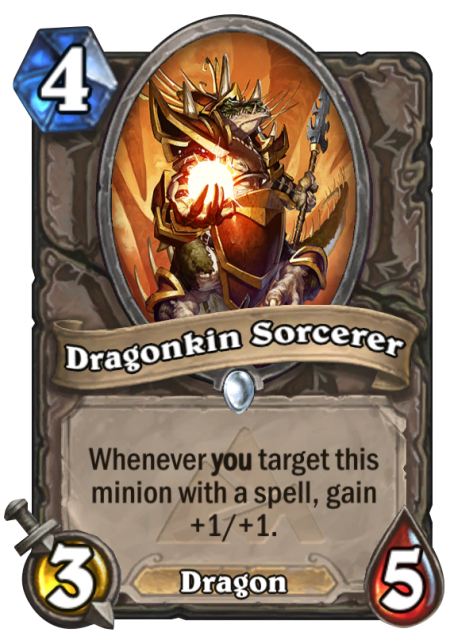 4
Dragonkin Sorcerer
Whenever you target this
minion with a spell, gain
+1/+1.
3
Dragon
5